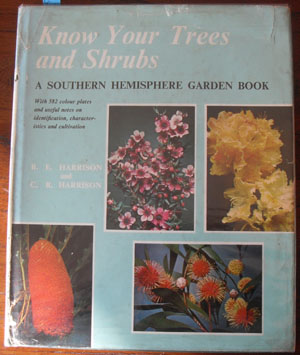 Know Your Trees
and Shrubs
A SOUTHERN HEMISPHERE GARDEN BOOK
With 582 colour plates
and useful notes on
identification, character-
istics and cultivation
R. E. HARRISON
and
C. R. HARRISON